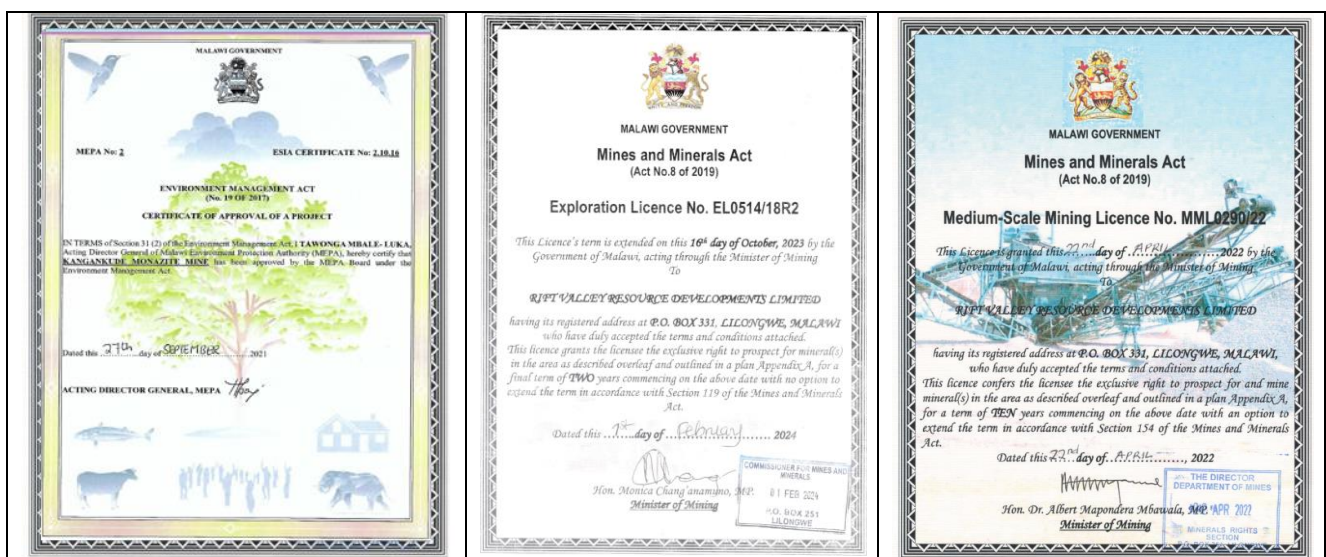 MALAWI GOVERNMENT
MEPA No: 2
ESIA CERTIFICATE No: 2.10.16
ENVIRONMENT MANAGEMENT ACT
(No. 19 OF 2017)
CERTIFICATE OF APPROVAL OF A PROJECT
IN TERMS of Section 31 (2) of the Environment Management Act, I TAWONGA MBALE- LUKA,
Acting Director General of Malawi Environment Protection Authority (MEPA), hereby certify that
KANGANKUDE MONAZITE MINE has been approved by the MEPA Board under the
Environment Management Act.
Dated this 27th day of SEPTEMBER 2021
ACTING DIRECTOR GENERAL, MEPA
MALAWI GOVERNMENT
Mines and Minerals Act
(Act No.8 of 2019)
Exploration Licence No. EL0514/18R2
This Licence's term is extended on this 16th day of October, 2023 by the
Government of Malawi, acting through the Minister of Mining
To
RIFT VALLEY RESOURCE DEVELOPMENTS LIMITED
having its registered address at P.O. BOX 331, LILONGWE, MALAWI
who have duly accepted the terms and conditions attached.
This licence grants the licensee the exclusive right to prospect for mineral(s)
in the area as described overleaf and outlined in a plan Appendix A, for a
final term of TWO years commencing on the above date with no option to
extend the term in accordance with Section 119 of the Mines and Minerals
Act.
Dated this 1st day of February 2024
Hon. Monica Chang'anamuno, MP.
Minister of Mining
COMMISSIONER FOR MINES AND
MINERALS
01 FEB 2024
P.O. BOX 251
LILONGWE
MALAWI GOVERNMENT
Mines and Minerals Act
(Act No.8 of 2019)
Medium-Scale Mining Licence No. MML0290/22
This Licence is granted this 22nd day of APRIL 2022 by the
Government of Malawi, acting through the Minister of Mining
To
RIFT VALLEY RESOURCE DEVELOPMENTS LIMITED
having its registered address at P.O. BOX 331, LILONGWE, MALAWI,
who have duly accepted the terms and conditions attached.
This licence confers the licensee the exclusive right to prospect for and mine
mineral(s) in the area as described overleaf and outlined in a plan Appendix A,
for a term of TEN years commencing on the above date with an option to
extend the term in accordance with Section 154 of the Mines and Minerals
Act.
Dated this 22nd day of APRIL, 2022
Hon. Dr. Albert Mapondera Mbawala, MP.
Minister of Mining
THE DIRECTOR
DEPARTMENT OF MINES
APR 2022
MINERALS RIGHTS
SECTION